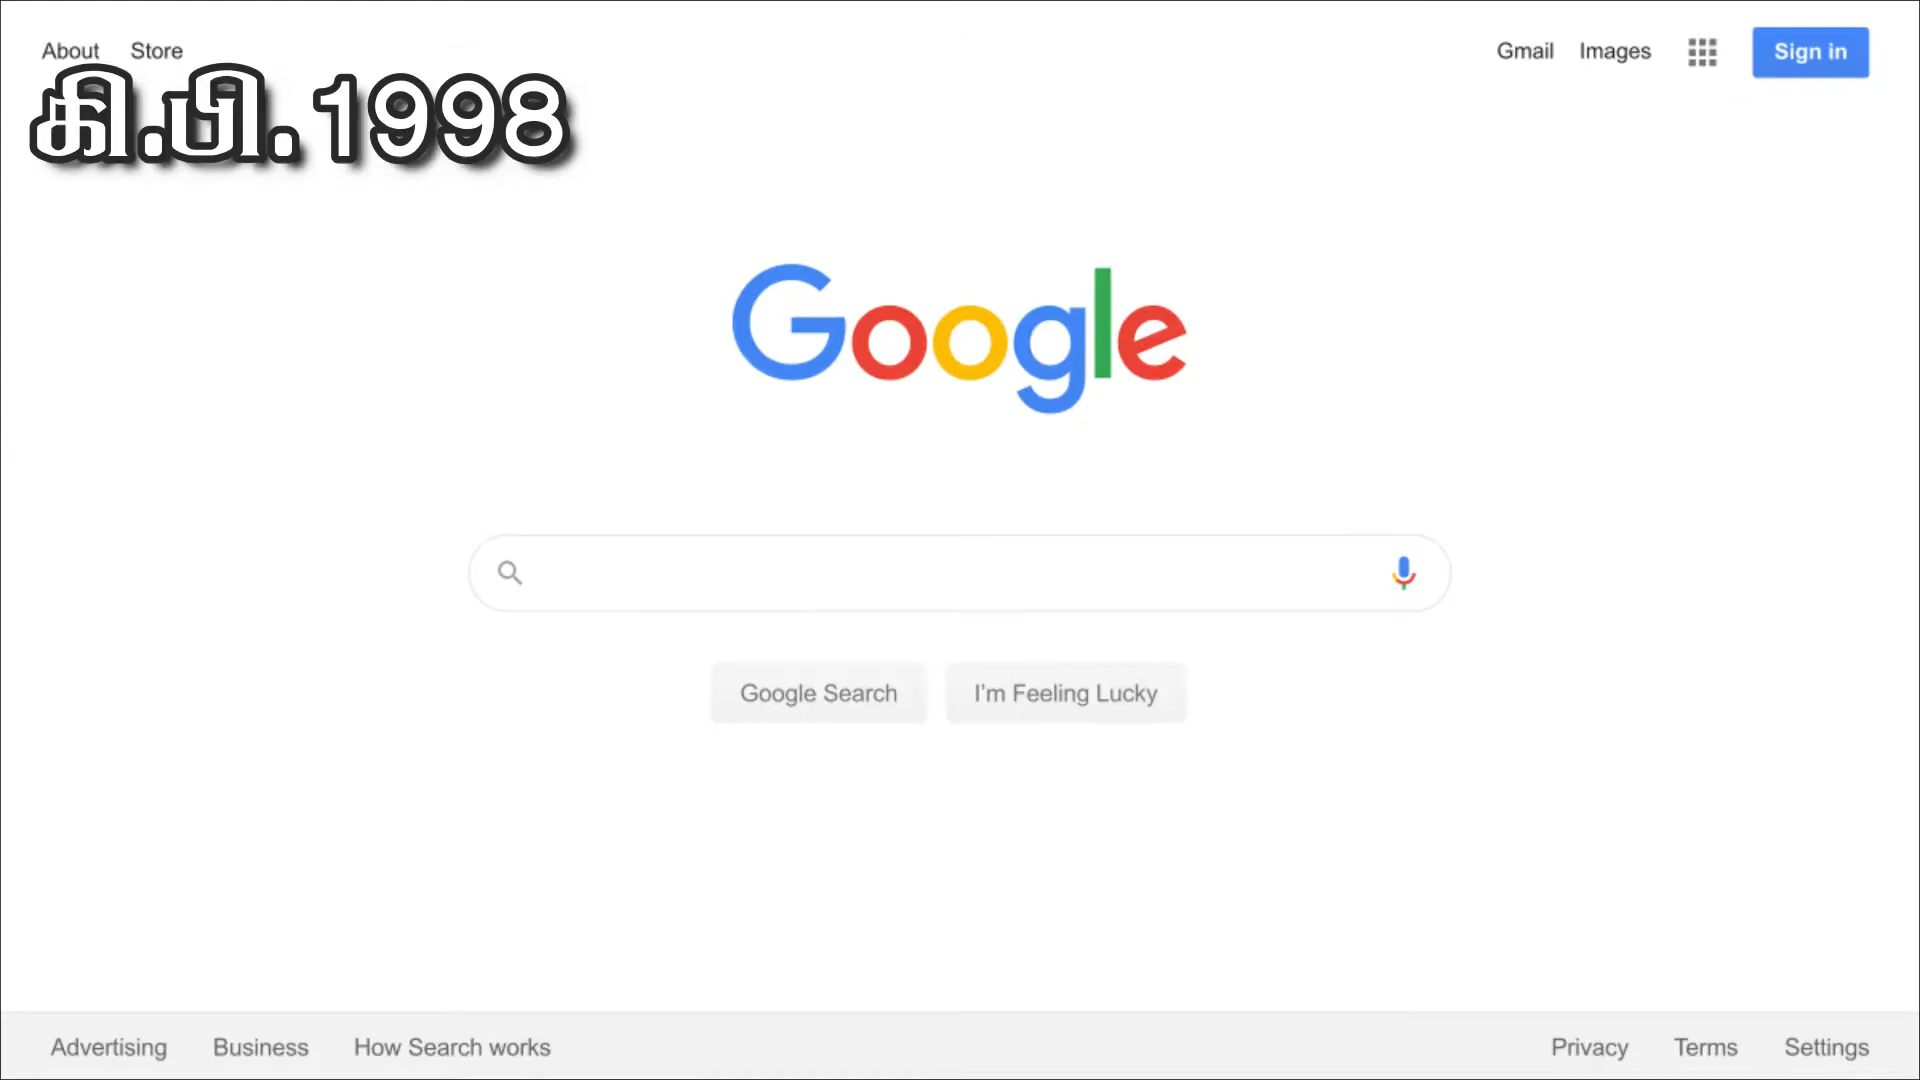 About Store Gmail Images Sign in
கி.பி.1998
Google
Google Search I'm Feeling Lucky
Advertising Business How Search works Privacy Terms Settings